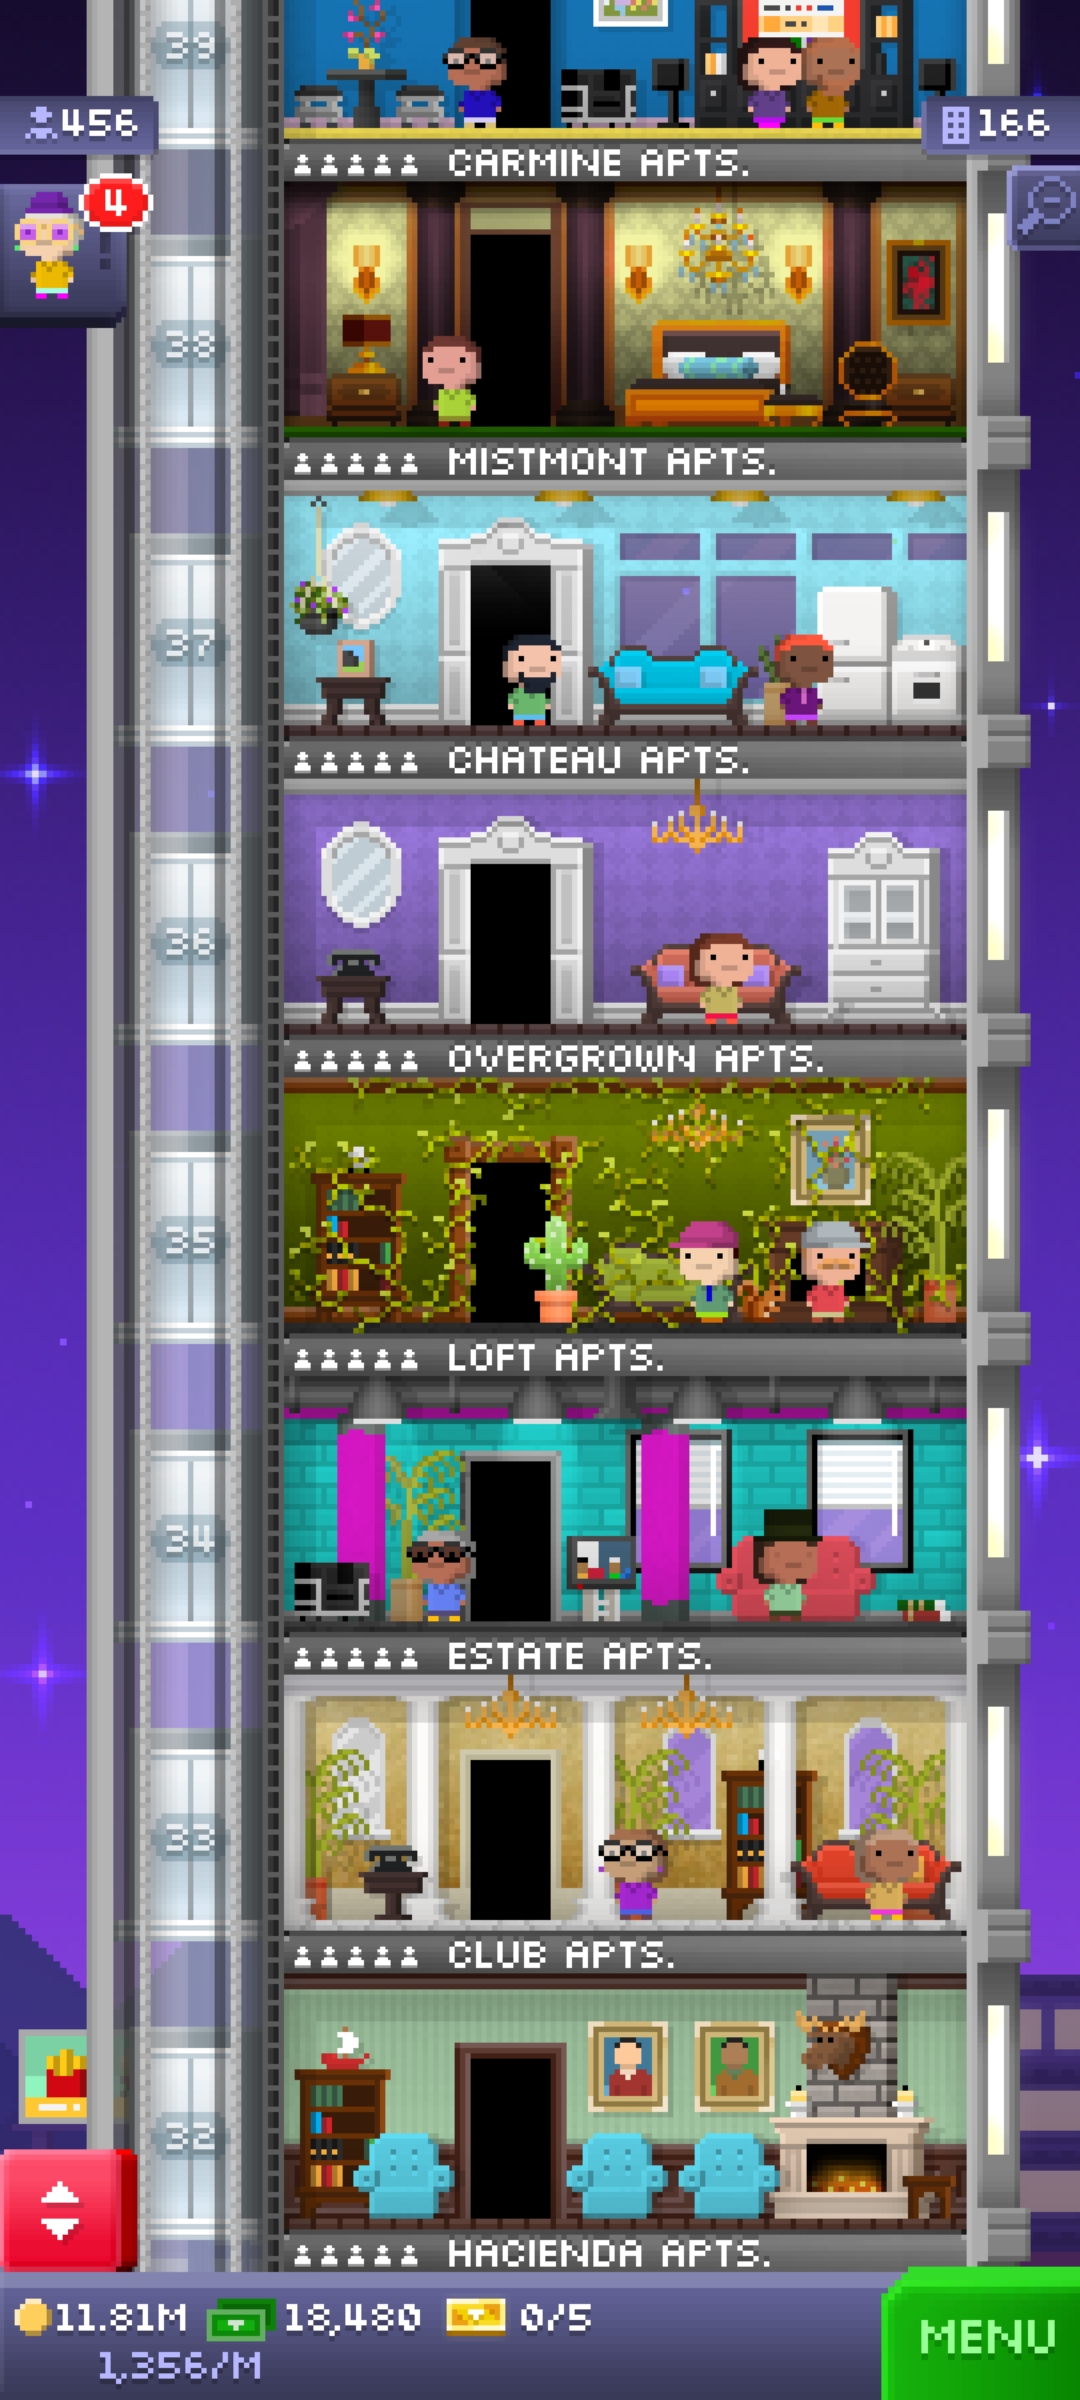 39
456
166
CARMINE APTS.
4
38
MISTMONT APTS.
37
CHATEAU APTS.
36
OVERGROWN APTS.
35
LOFT APTS.
34
ESTATE APTS.
33
CLUB APTS.
32
HACIENDA APTS.
11.81M 18,480 0/5
1,356/M
MENU